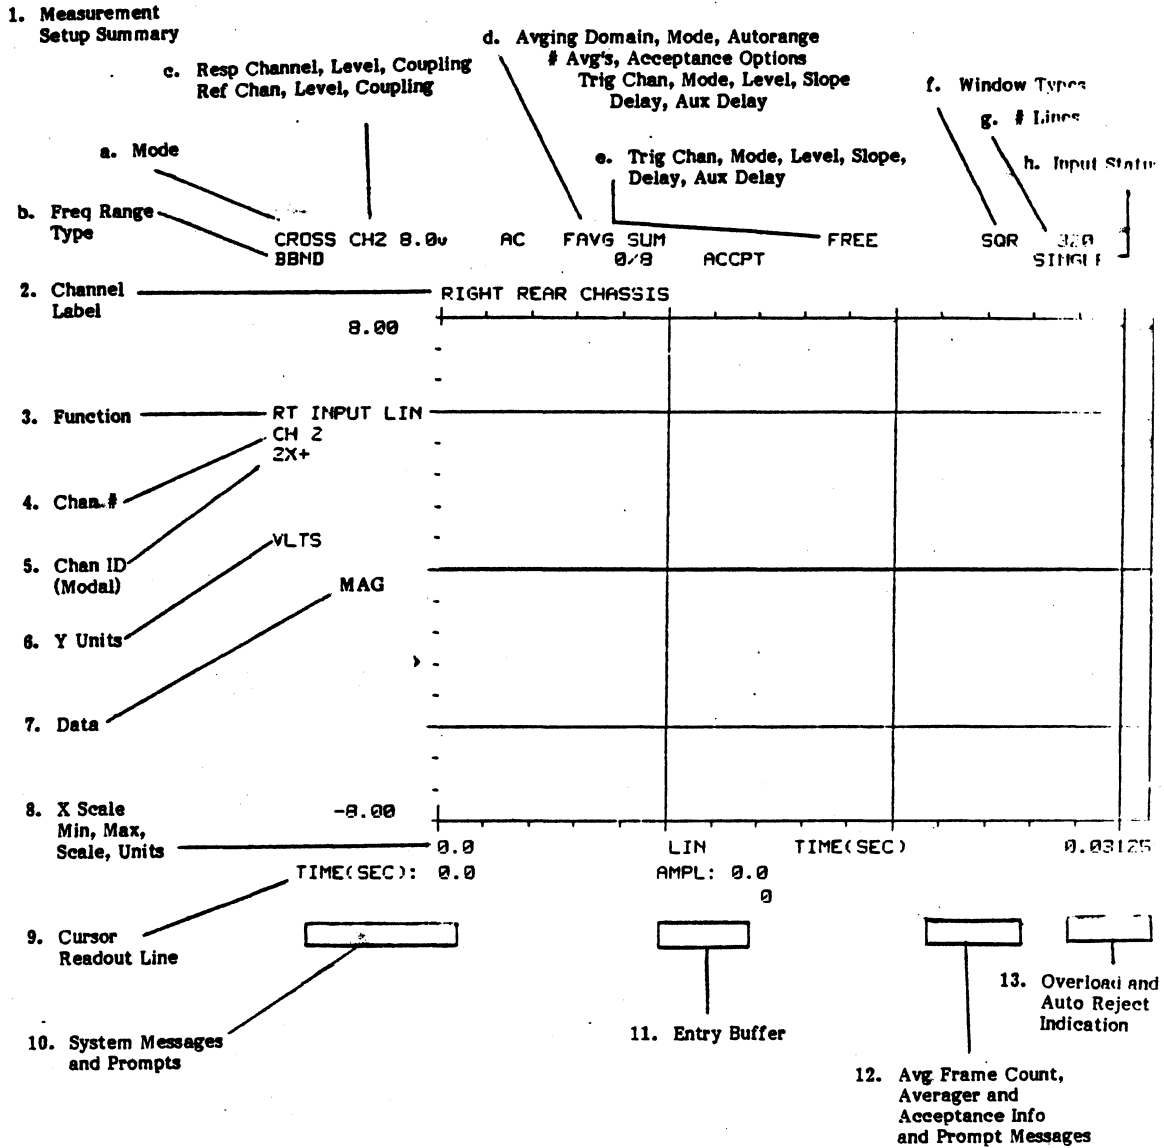 1. Measurement
Setup Summary
d. Avging Domain, Mode, Autorange
# Avg's, Acceptance Options
Trig Chan, Mode, Level, Slope
Delay, Aux Delay
c. Resp Channel, Level, Coupling
Ref Chan, Level, Coupling
f. Window Types
g. # Lines
a. Mode
e. Trig Chan, Mode, Level, Slope,
Delay, Aux Delay
h. Input Status
b. Freq Range
Type
CROSS CH2 8.0v AC FAVG SUM FREE SQR 320
BBND 0/8 ACCPT SINGLE
2. Channel
Label
RIGHT REAR CHASSIS
8.00
3. Function
RT INPUT LIN
CH 2
2X+
4. Chan #
VLTS
5. Chan ID
(Modal)
MAG
6. Y Units
7. Data
8. X Scale
Min, Max,
Scale, Units
-8.00
0.0 LIN TIME(SEC) 0.03125
TIME(SEC): 0.0 AMPL: 0.0
0
9. Cursor
Readout Line
13. Overload and
Auto Reject
Indication
10. System Messages
and Prompts
11. Entry Buffer
12. Avg Frame Count,
Averager and
Acceptance Info
and Prompt Messages